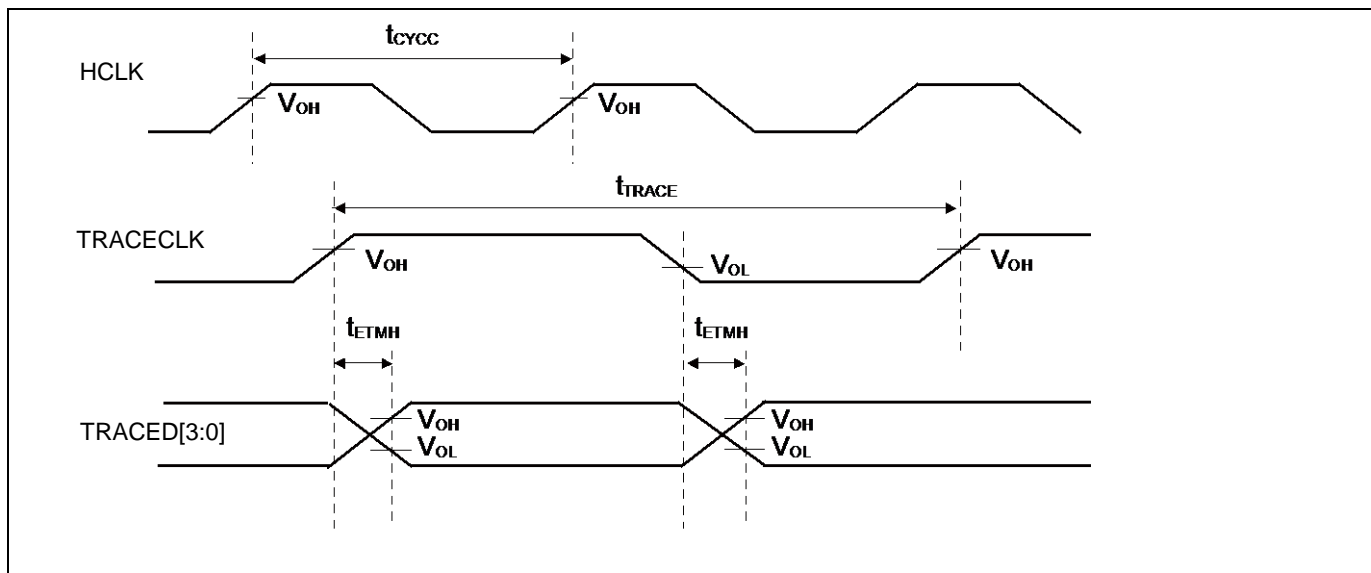 tCYCC
HCLK
VOH
VOH
tTRACE
TRACECLK
VOH
VOL
VOH
tETMH
tETMH
TRACED[3:0]
VOH
VOH
VOL
VOL